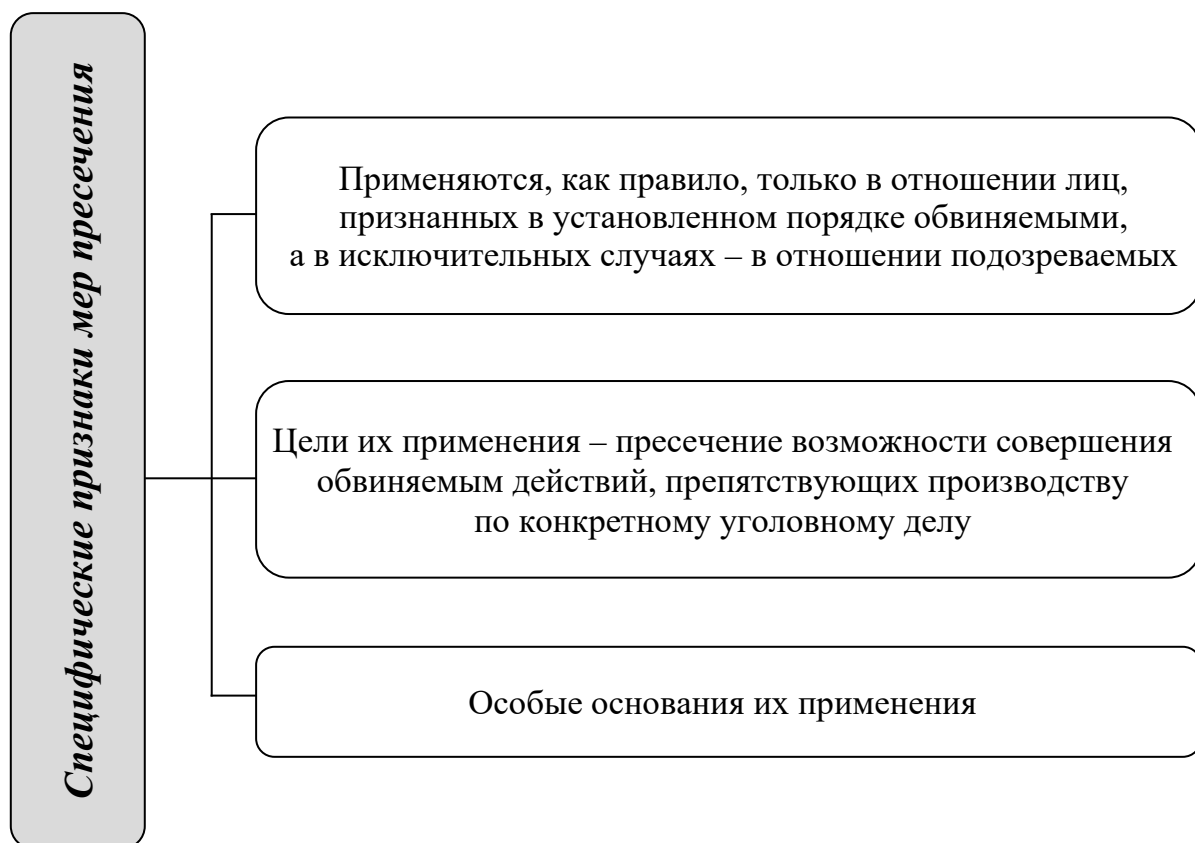 Специфические признаки мер пресечения
Применяются, как правило, только в отношении лиц,
признанных в установленном порядке обвиняемыми,
а в исключительных случаях – в отношении подозреваемых
Цели их применения – пресечение возможности совершения
обвиняемым действий, препятствующих производству
по конкретному уголовному делу
Особые основания их применения